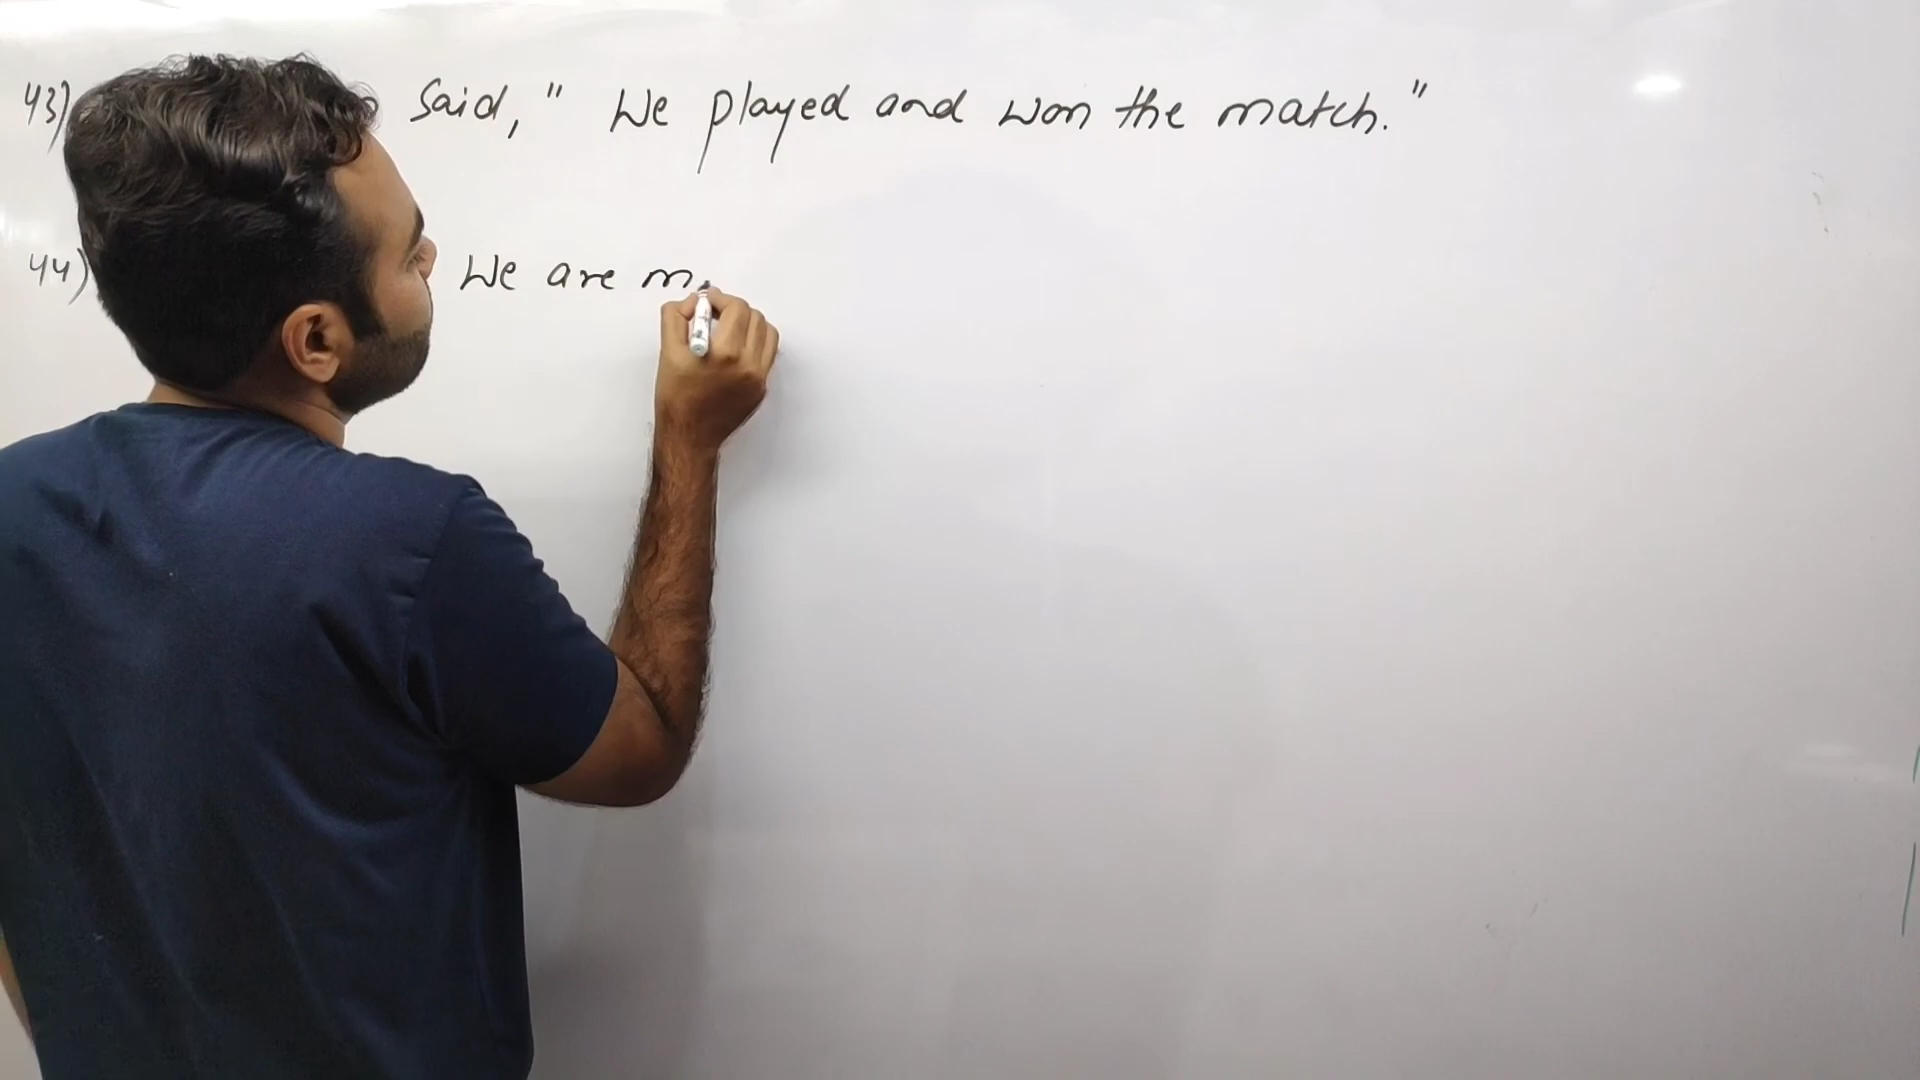 43) said, " We played and won the match."
44) We are